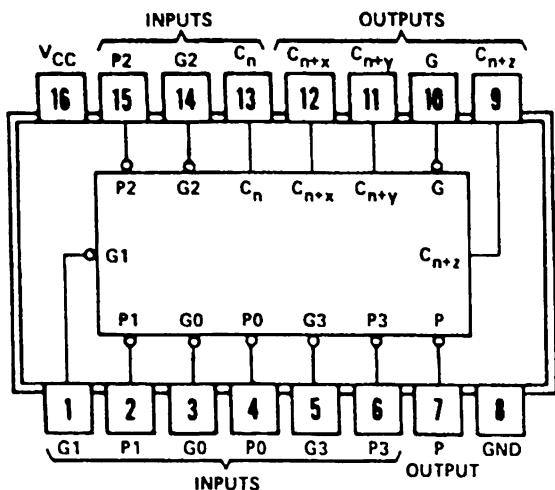 INPUTS OUTPUTS
VCC P2 G2 Cn Cn+x Cn+y G Cn+z
16 15 14 13 12 11 10 9
P2 G2 Cn Cn+x Cn+y G
G1 Cn+z
P1 G0 P0 G3 P3 P
1 2 3 4 5 6 7 8
G1 P1 G0 P0 G3 P3 P GND
INPUTS OUTPUT